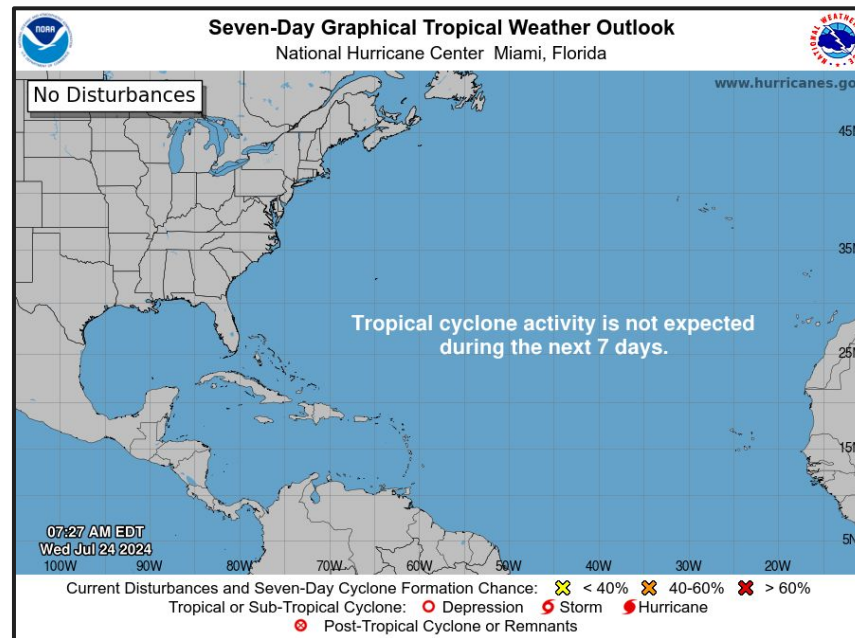 Seven-Day Graphical Tropical Weather Outlook
National Hurricane Center Miami, Florida
NOAA
No Disturbances
www.hurricanes.go
45N
35N
Tropical cyclone activity is not expected
during the next 7 days.
25N
15N
07:27 AM EDT
Wed Jul 24 2024
5N
100W 90W 80W 70W 60W 50W 40W 30W 20W
Current Disturbances and Seven-Day Cyclone Formation Chance: < 40% 40-60% > 60%
Tropical or Sub-Tropical Cyclone: Depression Storm Hurricane
Post-Tropical Cyclone or Remnants